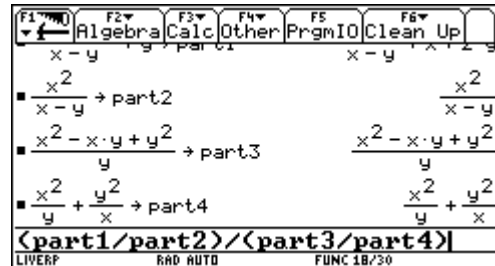 F1 F2 F3 F4 F5 F6
Algebra Calc Other PrgmIO Clean Up
x - y
x - y
x² / (x - y) → part2 x² / (x - y)
(x² - x·y + y²) / y → part3 (x² - x·y + y²) / y
x²/y + y²/x → part4 x²/y + y²/x
(part1/part2)/(part3/part4)
LIVERP RAD AUTO FUNC 18/30